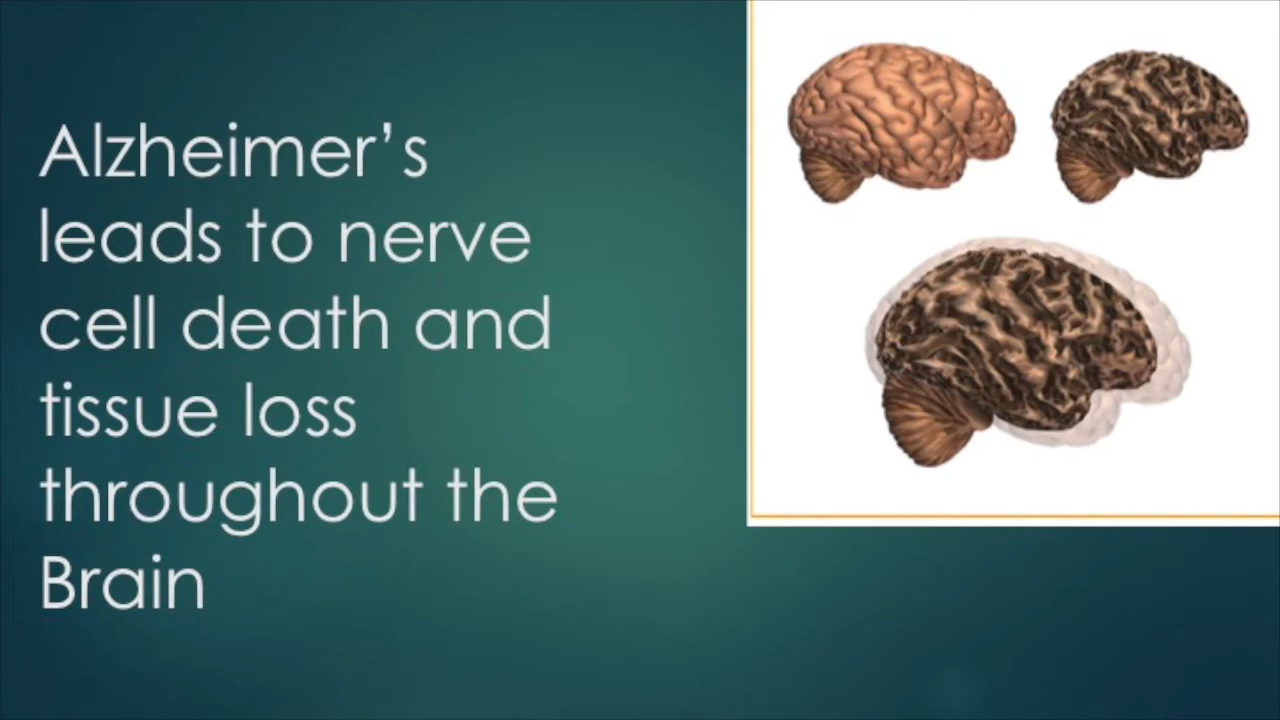 Alzheimer’s
leads to nerve
cell death and
tissue loss
throughout the
Brain